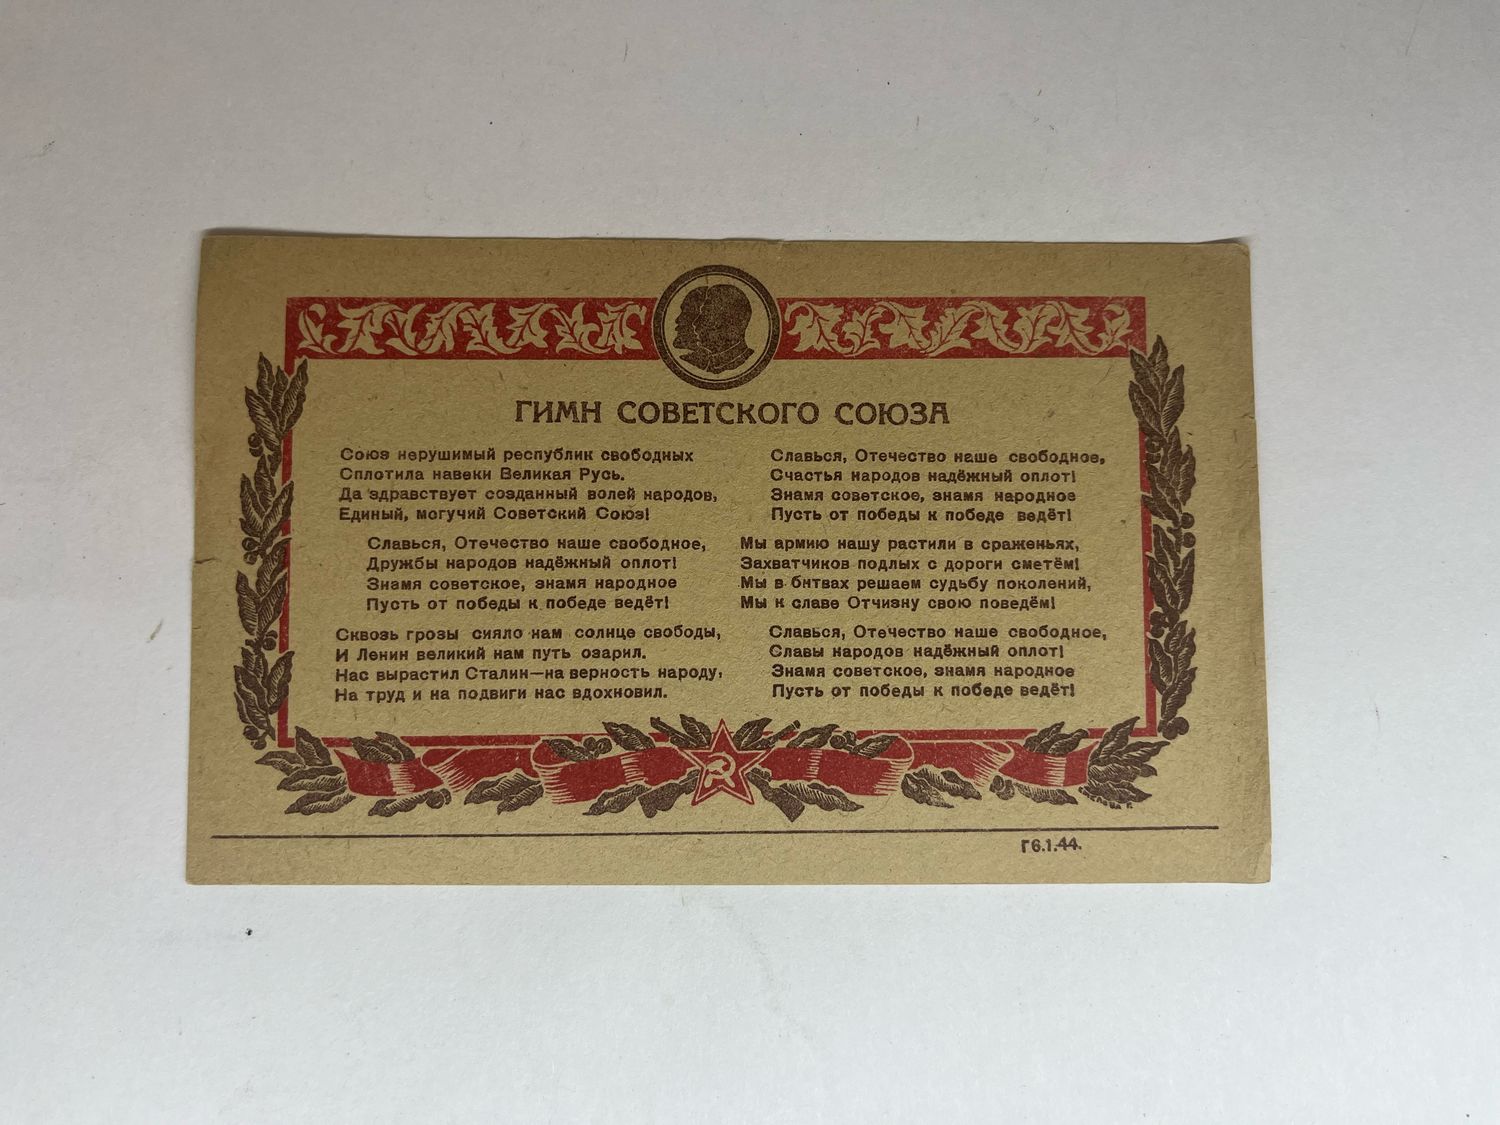 ГИМН СОВЕТСКОГО СОЮЗА
Союз нерушимый республик свободных
Сплотила навеки Великая Русь.
Да здравствует созданный волей народов,
Единый, могучий Советский Союз!
Славься, Отечество наше свободное,
Дружбы народов надёжный оплот!
Знамя советское, знамя народное
Пусть от победы к победе ведёт!
Сквозь грозы сияло нам солнце свободы,
И Ленин великий нам путь озарил.
Нас вырастил Сталин—на верность народу,
На труд и на подвиги нас вдохновил.
Славься, Отечество наше свободное,
Счастья народов надёжный оплот!
Знамя советское, знамя народное
Пусть от победы к победе ведёт!
Мы армию нашу растили в сраженьях,
Захватчиков подлых с дороги сметём!
Мы в битвах решаем судьбу поколений,
Мы к славе Отчизну свою поведём!
Славься, Отечество наше свободное,
Славы народов надёжный оплот!
Знамя советское, знамя народное
Пусть от победы к победе ведёт!
Г6.1.44.